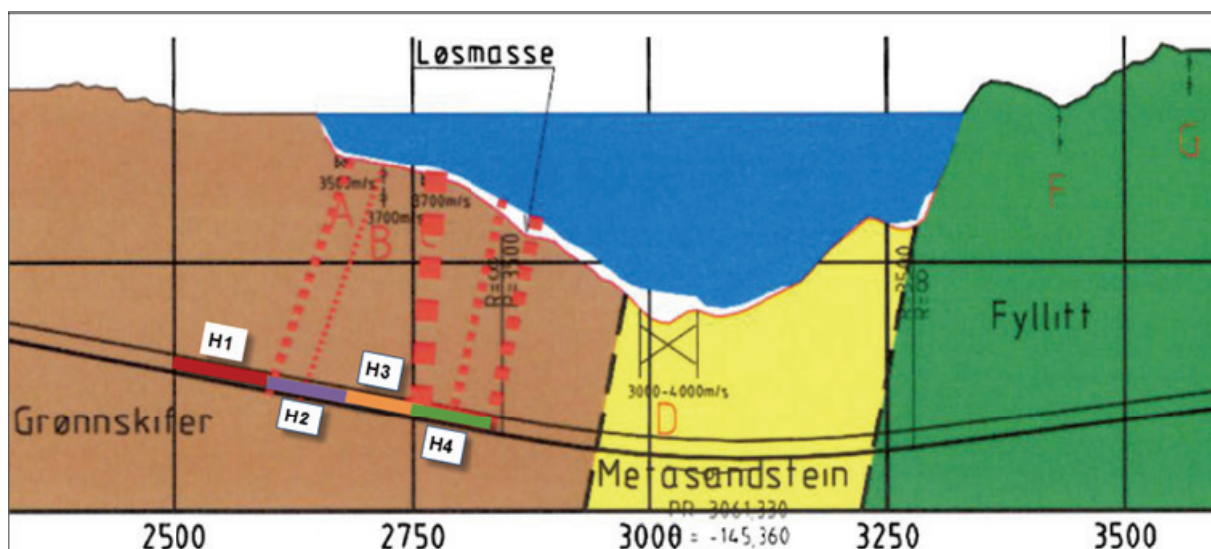 Løsmasse
3500m/s
3700m/s
3700m/s
A
B
C
3500
3500
F
G
H1
H2
H3
H4
Grønnskifer
3000-4000m/s
D
Fyllitt
Metasandstein
PR 3061,330
θ = -145,360
2500
2750
3000
3250
3500